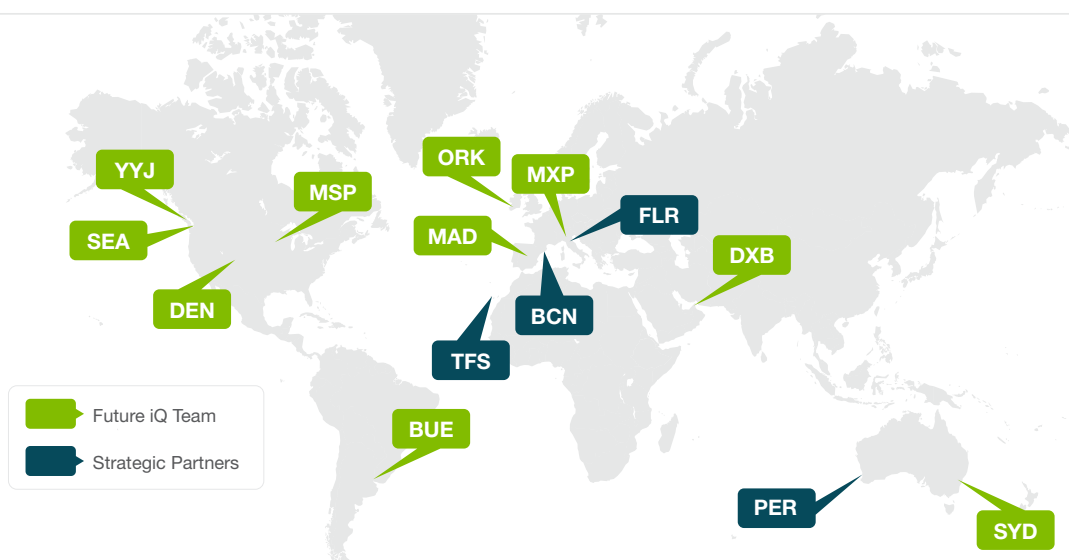 ORK
YYJ
MXP
MSP
FLR
MAD
SEA
DXB
DEN
BCN
TFS
Future iQ Team
BUE
Strategic Partners
PER
SYD